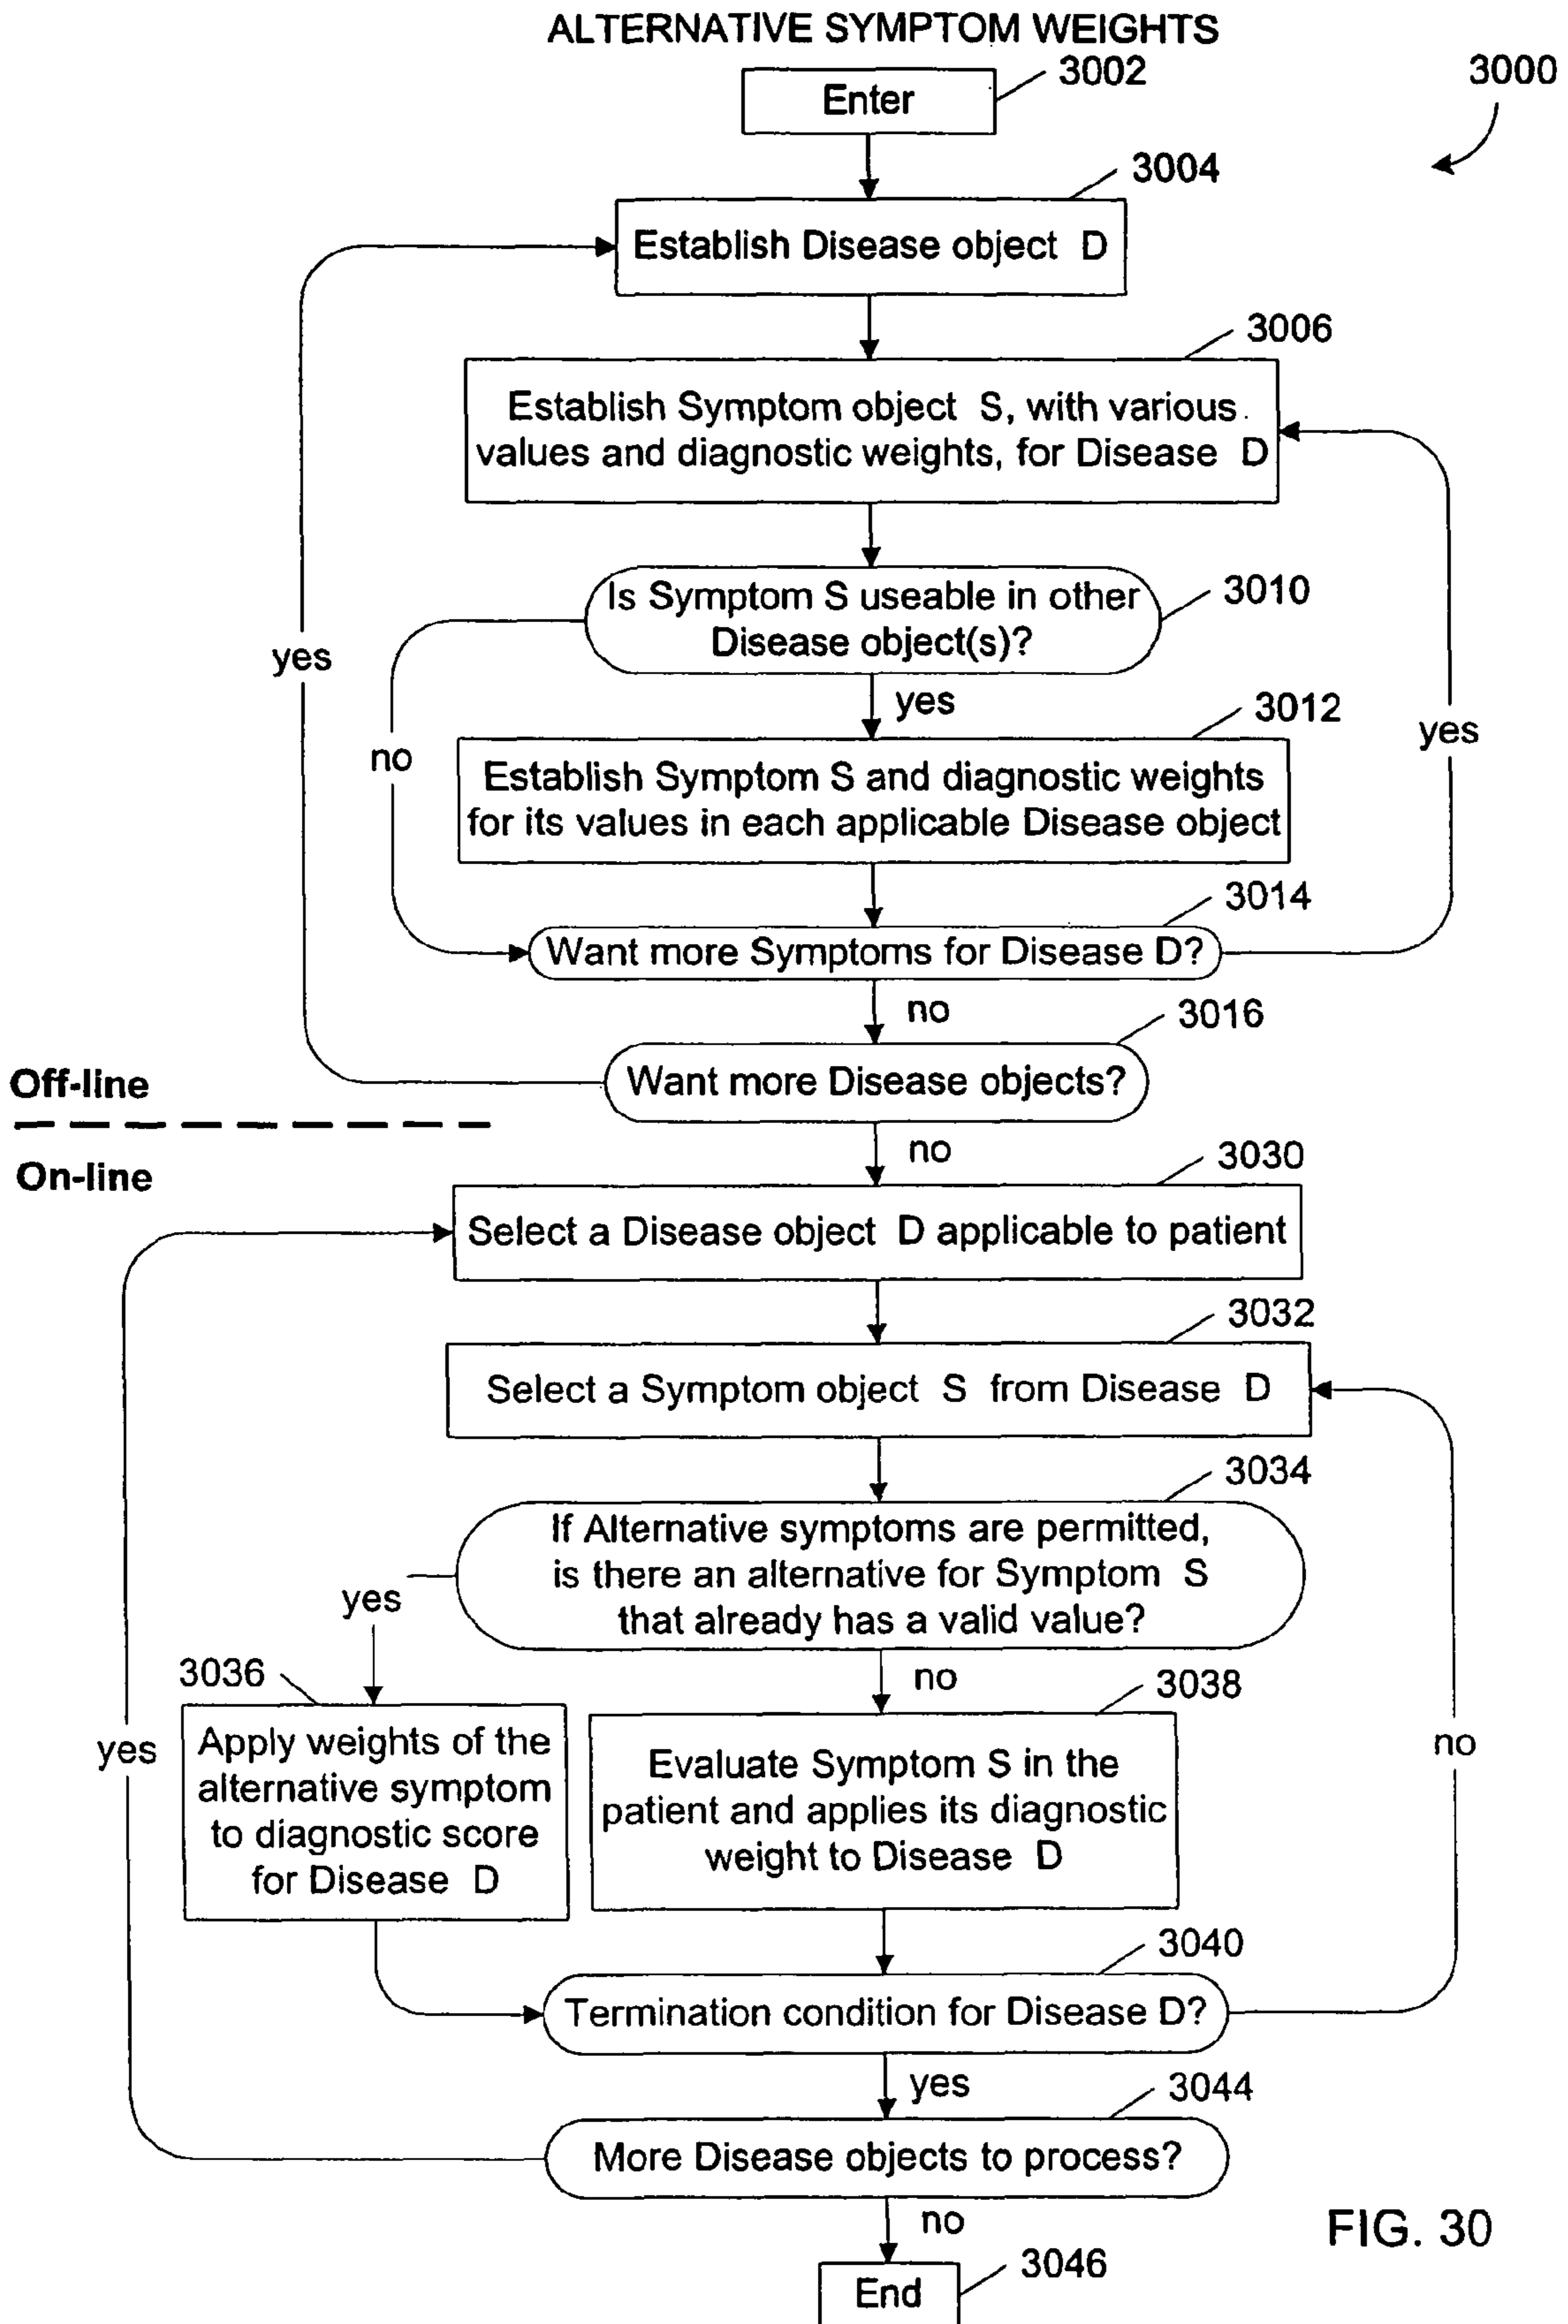 ALTERNATIVE SYMPTOM WEIGHTS
3002
3000
Enter
3004
Establish Disease object D
3006
Establish Symptom object S, with various
values and diagnostic weights, for Disease D
Is Symptom S useable in other
Disease object(s)?
3010
yes
yes
3012
no
yes
Establish Symptom S and diagnostic weights
for its values in each applicable Disease object
3014
Want more Symptoms for Disease D?
no
3016
Want more Disease objects?
Off-line
On-line
no
3030
Select a Disease object D applicable to patient
3032
Select a Symptom object S from Disease D
3034
If Alternative symptoms are permitted,
is there an alternative for Symptom S
that already has a valid value?
yes
no
3036
3038
Apply weights of the
alternative symptom
to diagnostic score
for Disease D
Evaluate Symptom S in the
patient and applies its diagnostic
weight to Disease D
yes
no
3040
Termination condition for Disease D?
yes
3044
More Disease objects to process?
no
FIG. 30
3046
End